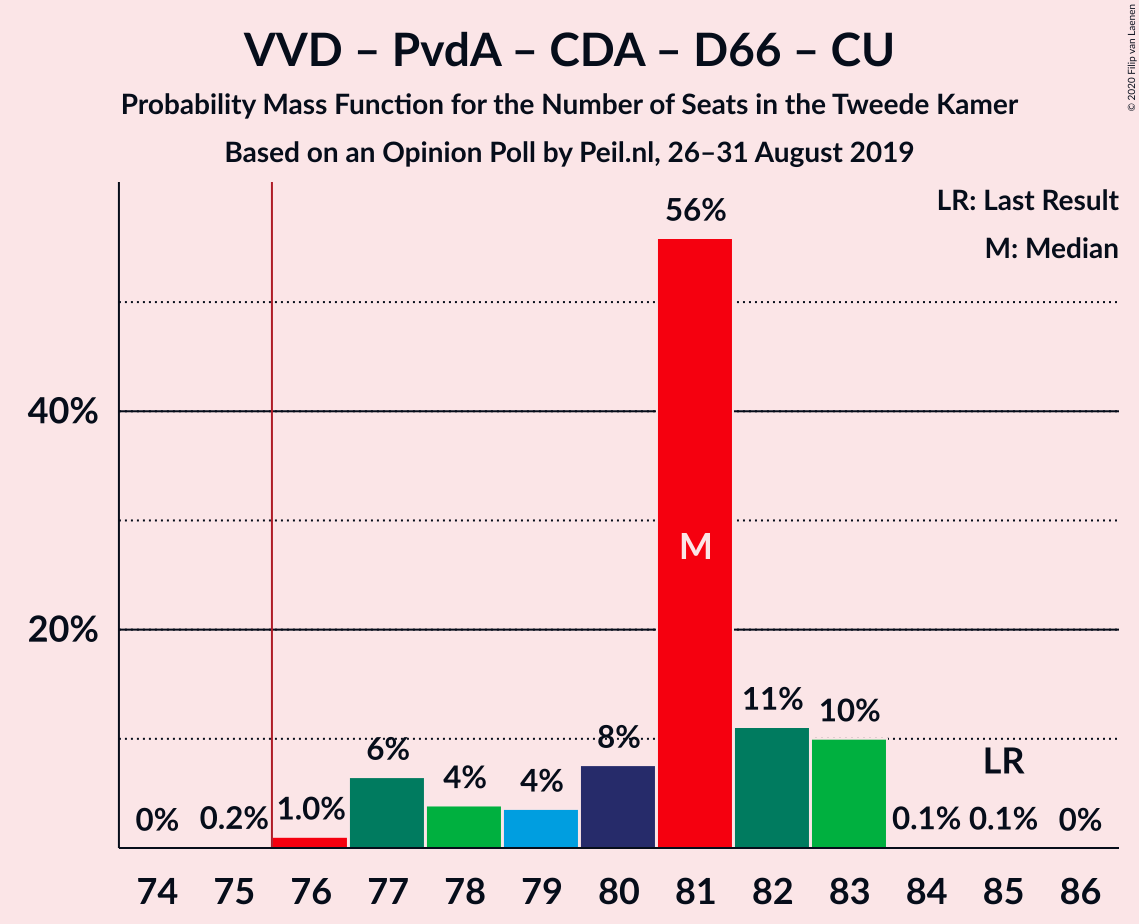 VVD – PvdA – CDA – D66 – CU
Probability Mass Function for the Number of Seats in the Tweede Kamer
Based on an Opinion Poll by Peil.nl, 26–31 August 2019
© 2020 Filip van Laenen
LR: Last Result
M: Median
56%
40%
M
20%
11%
10%
8%
6%
4%
4%
LR
1.0%
0%
0.2%
0.1%
0.1%
0%
74 75 76 77 78 79 80 81 82 83 84 85 86